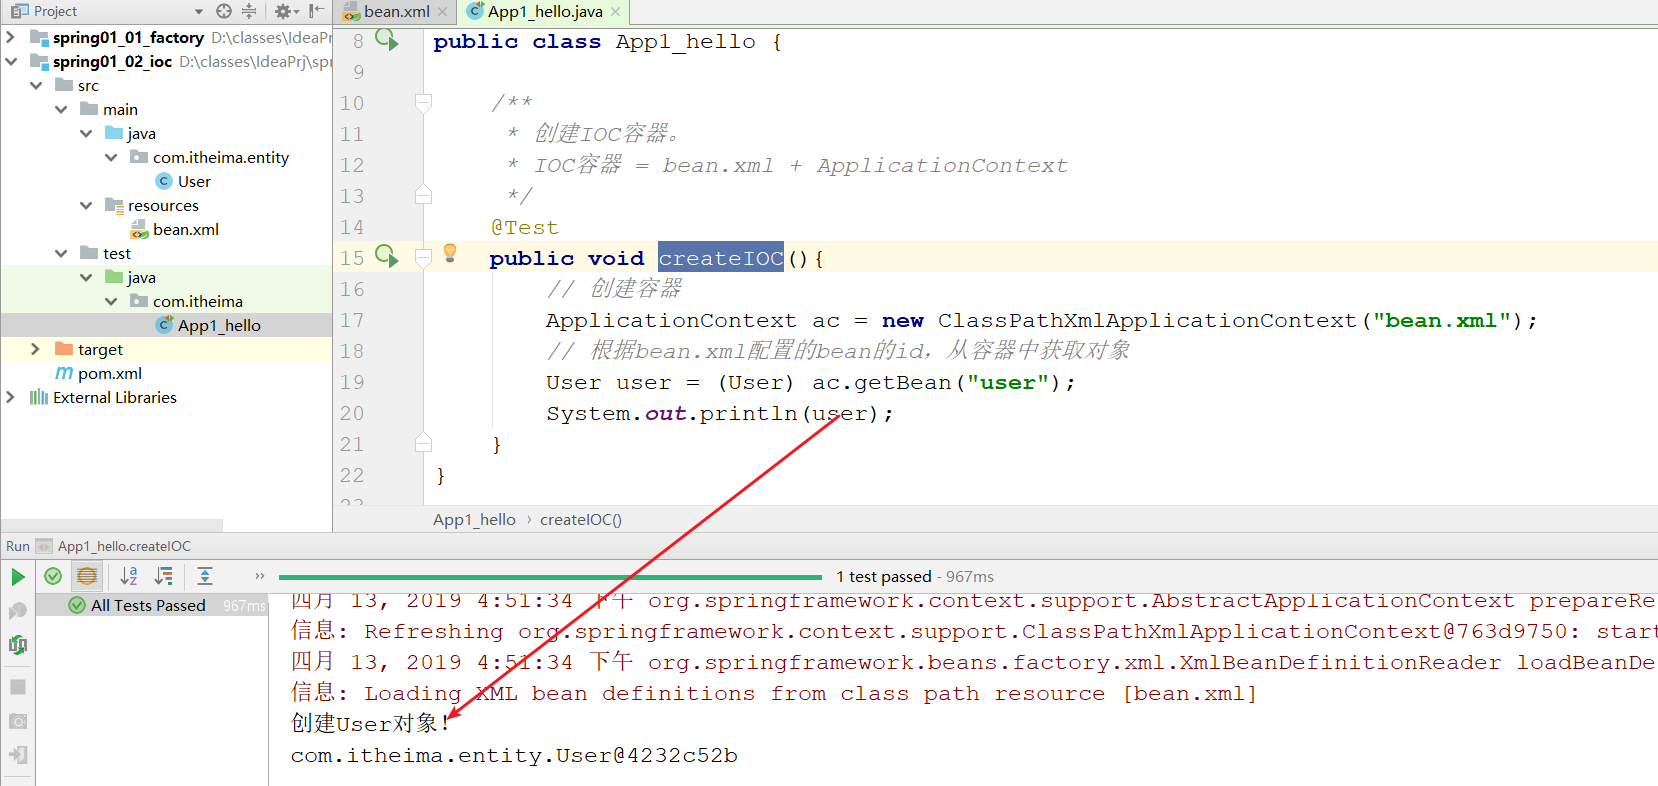 Project
bean.xml
App1_hello.java
spring01_01_factory D:\classes\IdeaPr
spring01_02_ioc D:\classes\IdeaPrj\spr
src
main
java
com.itheima.entity
User
resources
bean.xml
test
java
com.itheima
App1_hello
target
pom.xml
External Libraries
8 public class App1_hello {
9
10 /**
11 * 创建IOC容器。
12 * IOC容器 = bean.xml + ApplicationContext
13 */
14 @Test
15 public void createIOC(){
16 // 创建容器
17 ApplicationContext ac = new ClassPathXmlApplicationContext("bean.xml");
18 // 根据bean.xml配置的bean的id，从容器中获取对象
19 User user = (User) ac.getBean("user");
20 System.out.println(user);
21 }
22 }
App1_hello › createIOC()
Run App1_hello.createIOC
1 test passed - 967ms
All Tests Passed 967ms
四月 13, 2019 4:51:34 下午 org.springframework.context.support.AbstractApplicationContext prepareRe
信息: Refreshing org.springframework.context.support.ClassPathXmlApplicationContext@763d9750: start
四月 13, 2019 4:51:34 下午 org.springframework.beans.factory.xml.XmlBeanDefinitionReader loadBeanDe
信息: Loading XML bean definitions from class path resource [bean.xml]
创建User对象！
com.itheima.entity.User@4232c52b